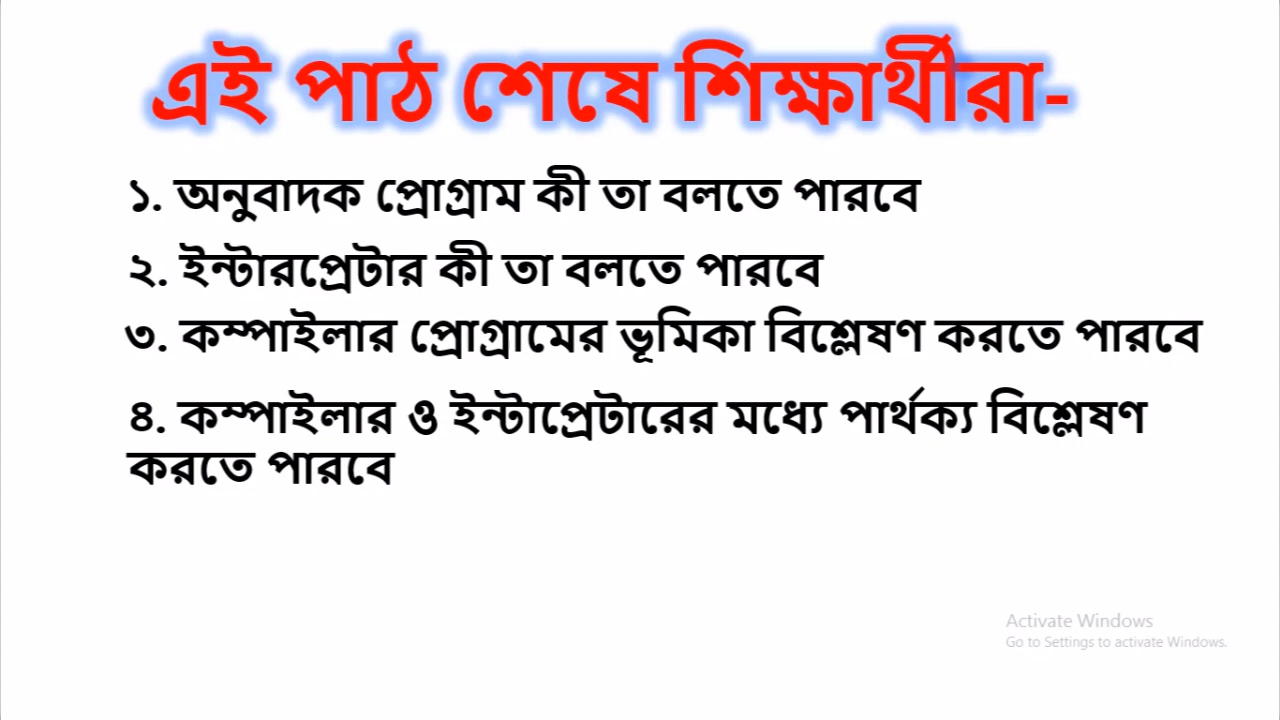 এই পাঠ শেষে শিক্ষার্থীরা-
১. অনুবাদক প্রোগ্রাম কী তা বলতে পারবে
২. ইন্টারপ্রেটার কী তা বলতে পারবে
৩. কম্পাইলার প্রোগ্রামের ভূমিকা বিশ্লেষণ করতে পারবে
৪. কম্পাইলার ও ইন্টাপ্রেটারের মধ্যে পার্থক্য বিশ্লেষণ
করতে পারবে
Activate Windows
Go to Settings to activate Windows.